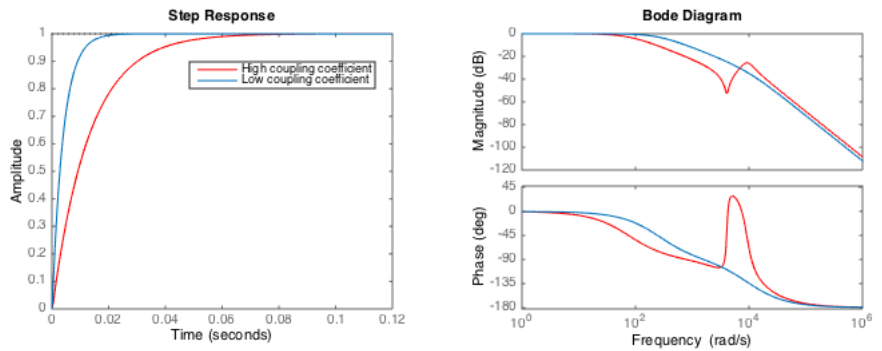 Step Response
Amplitude
1
0.9
0.8
0.7
0.6
0.5
0.4
0.3
0.2
0.1
0
High coupling coefficient
Low coupling coefficient
0 0.02 0.04 0.06 0.08 0.1 0.12
Time (seconds)
Bode Diagram
Magnitude (dB)
0
-20
-40
-60
-80
-100
-120
Phase (deg)
45
0
-45
-90
-135
-180
10^0 10^2 10^4 10^6
Frequency (rad/s)